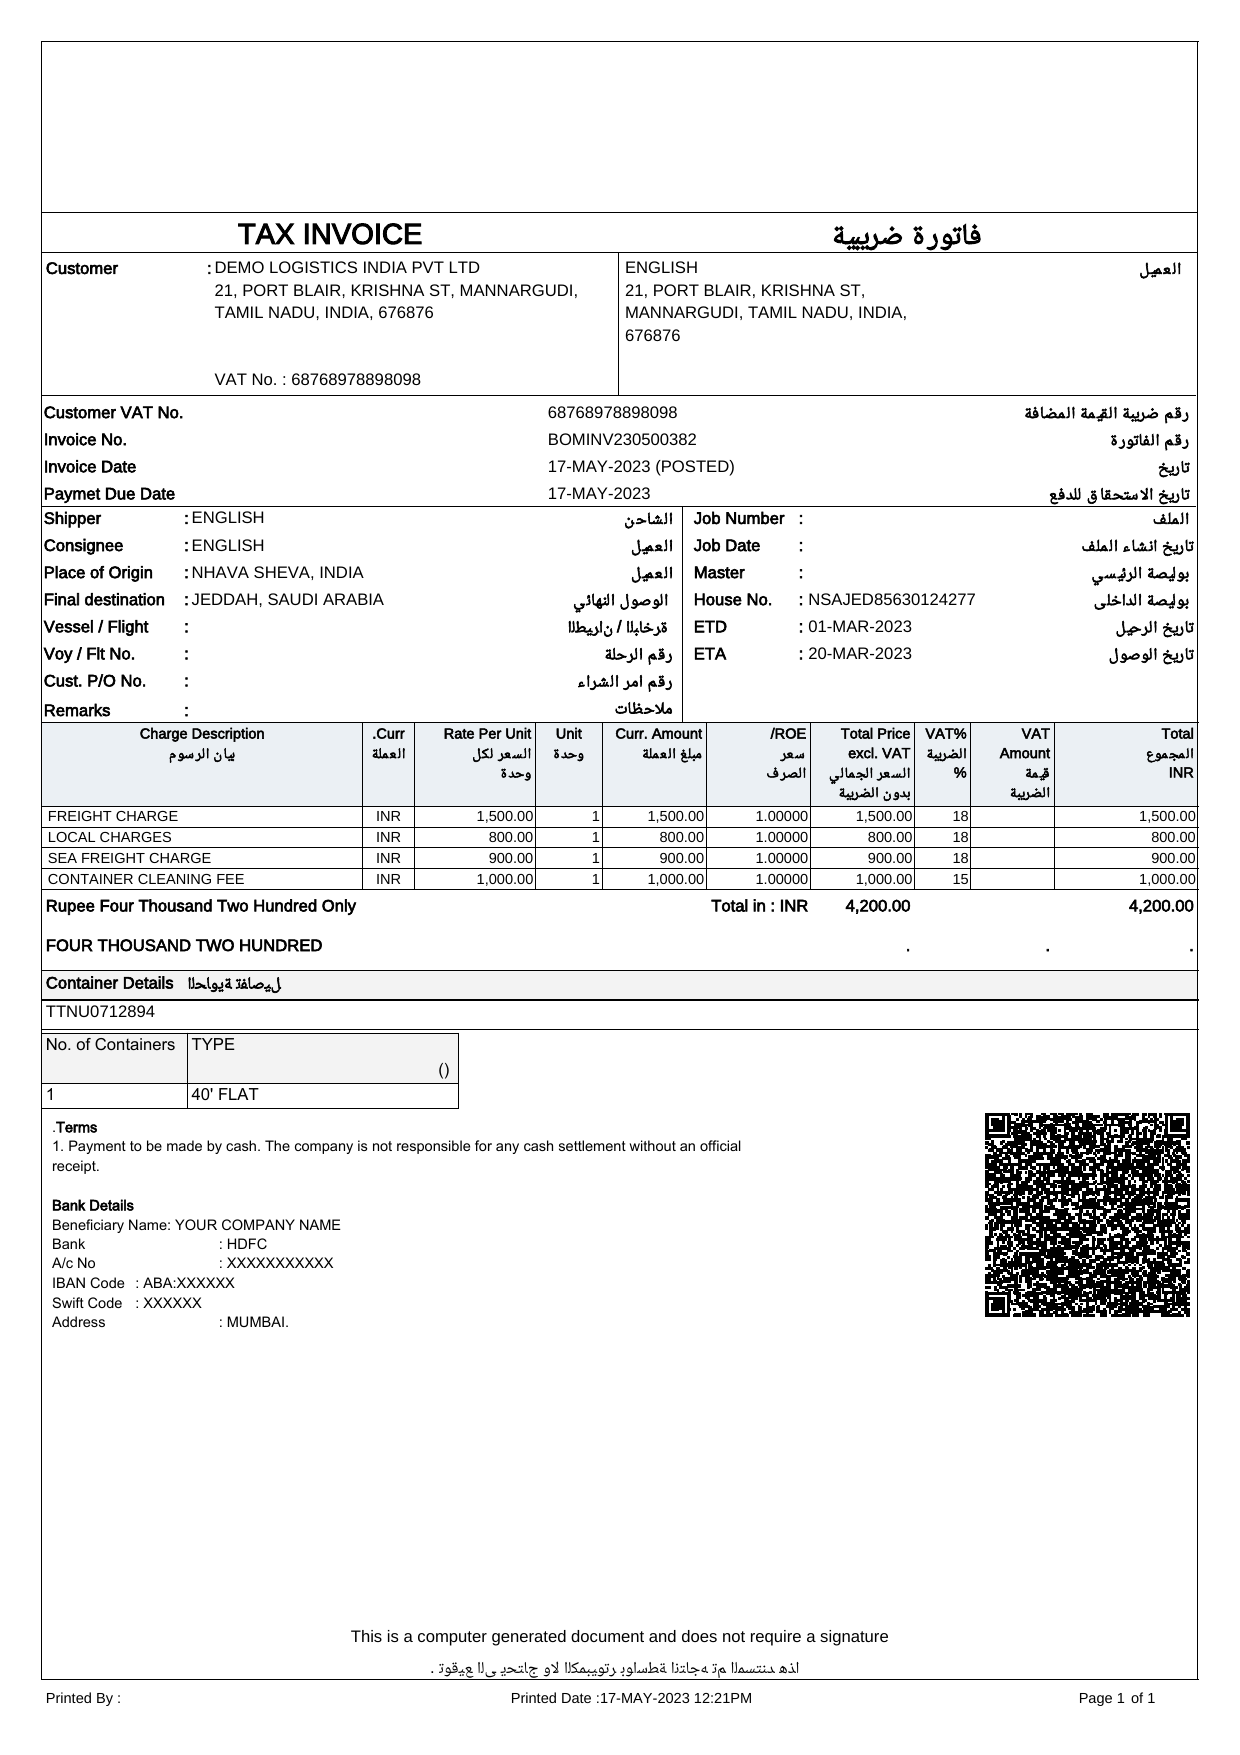 TAX INVOICE فاتورة ضريبية
Customer : DEMO LOGISTICS INDIA PVT LTD ENGLISH العميل
21, PORT BLAIR, KRISHNA ST, MANNARGUDI, 21, PORT BLAIR, KRISHNA ST,
TAMIL NADU, INDIA, 676876 MANNARGUDI, TAMIL NADU, INDIA,
676876
VAT No. : 68768978898098
Customer VAT No. 68768978898098 رقم ضريبة القيمة المضافة
Invoice No. BOMINV230500382 رقم الفاتورة
Invoice Date 17-MAY-2023 (POSTED) تاريخ
Paymet Due Date 17-MAY-2023 تاريخ الاستحقاق للدفع
Shipper : ENGLISH الشاحن Job Number : الملف
Consignee : ENGLISH العميل Job Date : تاريخ انشاء الملف
Place of Origin : NHAVA SHEVA, INDIA العميل Master : بوليصة الرئيسي
Final destination : JEDDAH, SAUDI ARABIA الوصول النهائي House No. : NSAJED85630124277 بوليصة الداخلى
Vessel / Flight : ةرخابلا / ناريطلا ETD : 01-MAR-2023 تاريخ الرحيل
Voy / Flt No. : رقم الرحلة ETA : 20-MAR-2023 تاريخ الوصول
Cust. P/O No. : رقم امر الشراء
Remarks : ملاحظات
Charge Description .Curr Rate Per Unit Unit Curr. Amount /ROE Total Price VAT% VAT Total
بيان الرسوم العملة السعر لكل وحدة مبلغ العملة سعر excl. VAT الضريبة Amount المجموع
وحدة الصرف السعر الجمالي % قيمة INR
بدون الضريبة الضريبة
FREIGHT CHARGE INR 1,500.00 1 1,500.00 1.00000 1,500.00 18 1,500.00
LOCAL CHARGES INR 800.00 1 800.00 1.00000 800.00 18 800.00
SEA FREIGHT CHARGE INR 900.00 1 900.00 1.00000 900.00 18 900.00
CONTAINER CLEANING FEE INR 1,000.00 1 1,000.00 1.00000 1,000.00 15 1,000.00
Rupee Four Thousand Two Hundred Only Total in : INR 4,200.00 4,200.00
FOUR THOUSAND TWO HUNDRED . . .
Container Details ليصافت ةيواحلا
TTNU0712894
No. of Containers TYPE
()
1 40' FLAT
.Terms
1. Payment to be made by cash. The company is not responsible for any cash settlement without an official
receipt.
Bank Details
Beneficiary Name: YOUR COMPANY NAME
Bank : HDFC
A/c No : XXXXXXXXXXX
IBAN Code : ABA:XXXXXX
Swift Code : XXXXXX
Address : MUMBAI.
This is a computer generated document and does not require a signature
اذه دنتسملا مت هجاتنا ةطساوب رتويبمكلا الو جاتحي ىلا عيقوت .
Printed By : Printed Date :17-MAY-2023 12:21PM Page 1 of 1